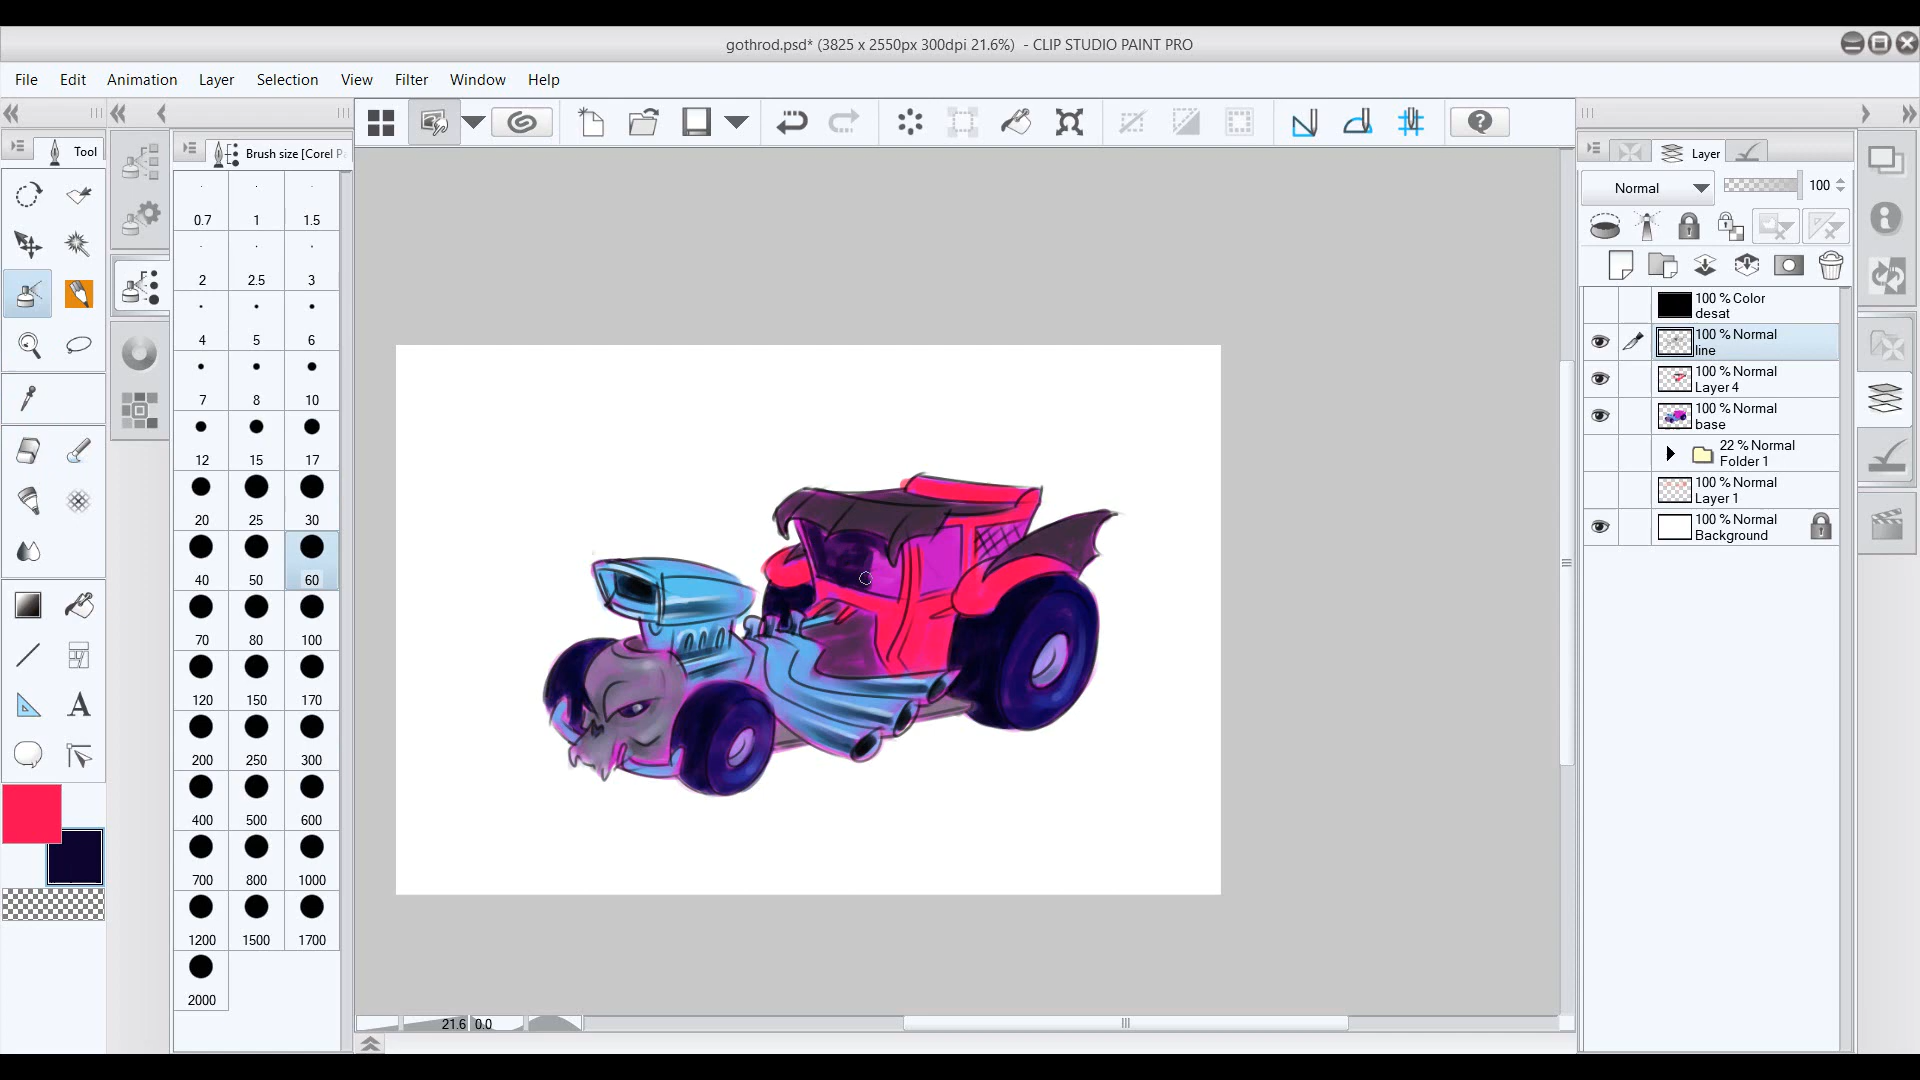 gothrod.psd* (3825 x 2550px 300dpi 21.6%) - CLIP STUDIO PAINT PRO
File Edit Animation Layer Selection View Filter Window Help
Tool
Brush size [Corel Pa
0.7 1 1.5
2 2.5 3
4 5 6
7 8 10
12 15 17
20 25 30
40 50 60
70 80 100
120 150 170
200 250 300
400 500 600
700 800 1000
1200 1500 1700
2000
A
21.6 0.0
Layer
Normal 100
100 % Color
desat
100 % Normal
line
100 % Normal
Layer 4
100 % Normal
base
22 % Normal
Folder 1
100 % Normal
Layer 1
100 % Normal
Background